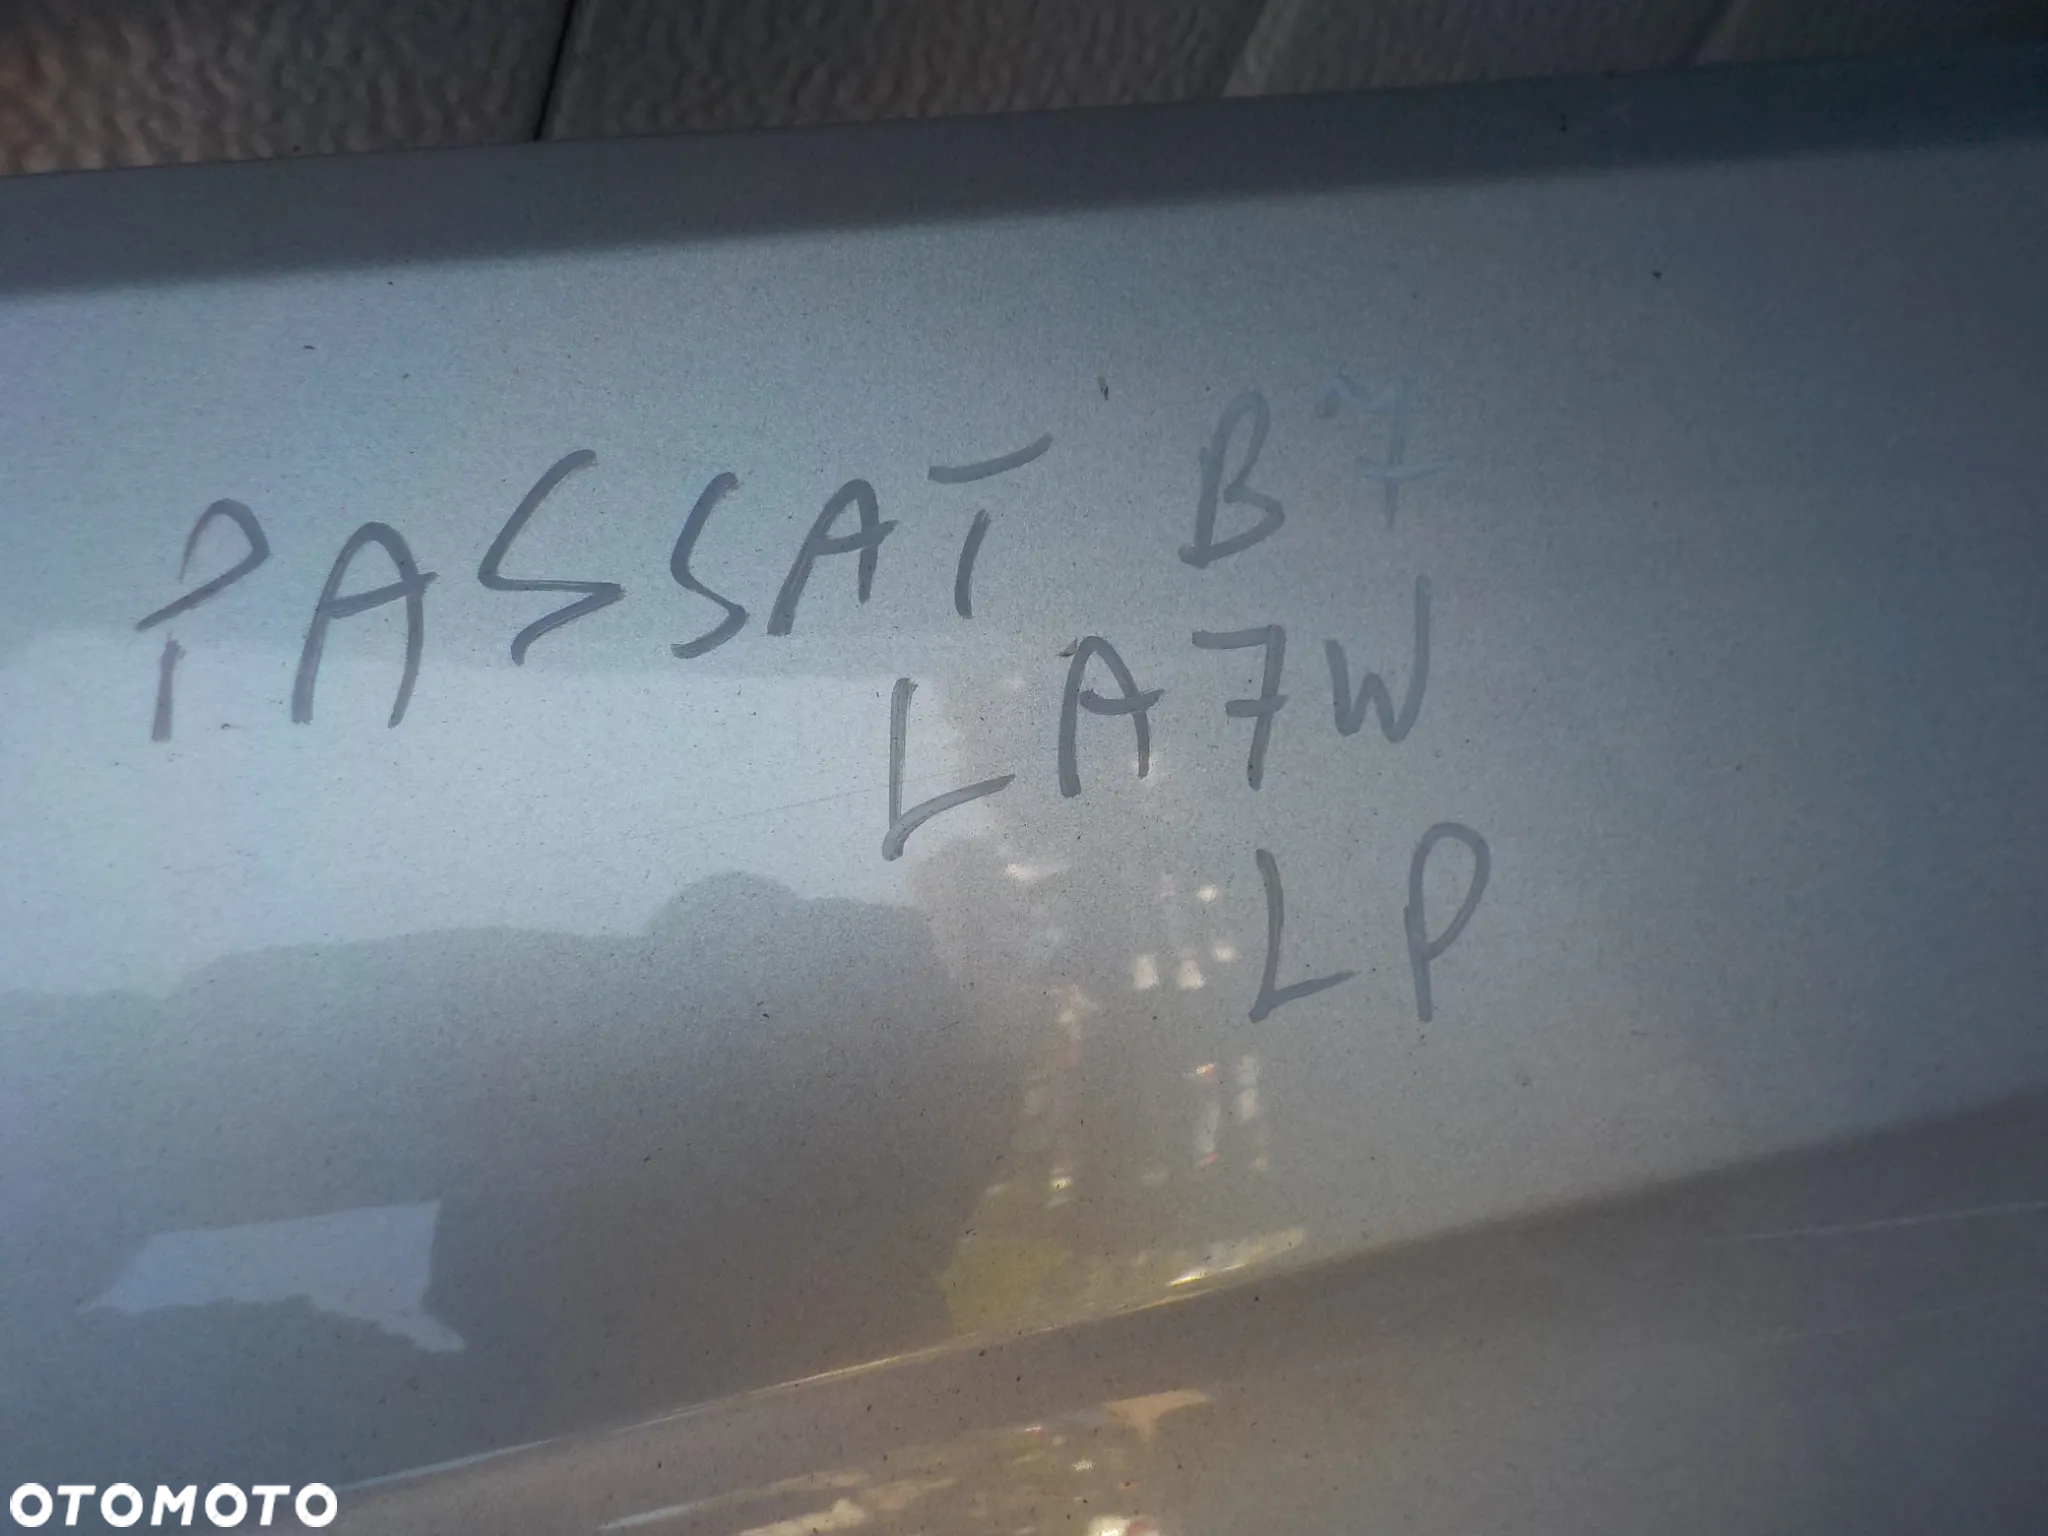 PASSAT B7
LA7W
LP
OTOMOTO